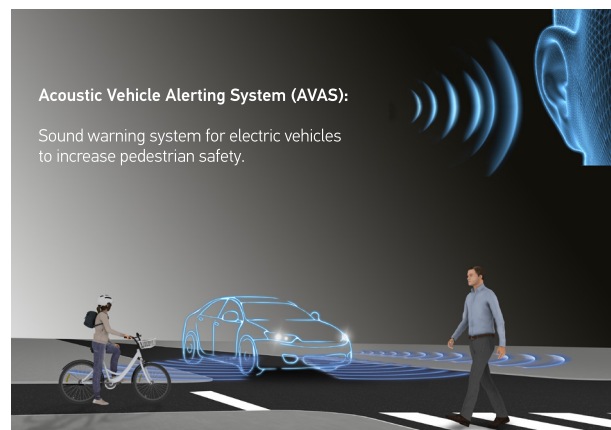 Acoustic Vehicle Alerting System (AVAS):
Sound warning system for electric vehicles
to increase pedestrian safety.